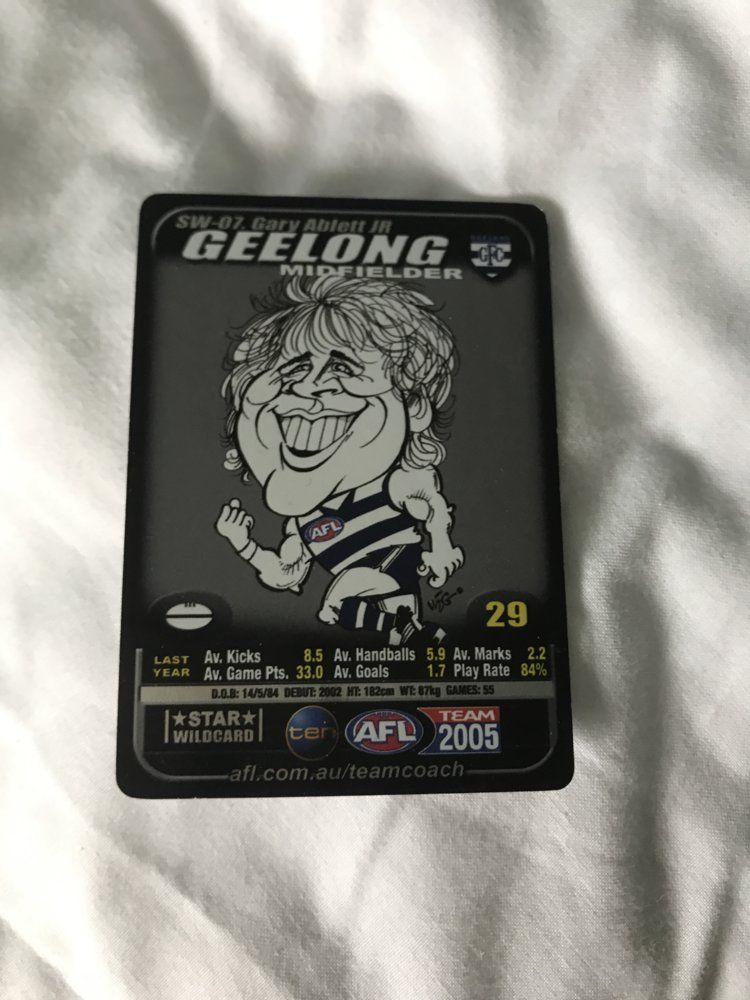 SW-07. Gary Ablett JR
GEELONG
MIDFIELDER
GEELONG
GFC
AFL
29
LAST YEAR
Av. Kicks 8.5 Av. Handballs 5.9 Av. Marks 2.2
Av. Game Pts. 33.0 Av. Goals 1.7 Play Rate 84%
D.O.B: 14/5/84 DEBUT: 2002 HT: 182cm WT: 87kg GAMES: 55
★STAR★
WILDCARD
ten
AFL
TEAM
2005
afl.com.au/teamcoach